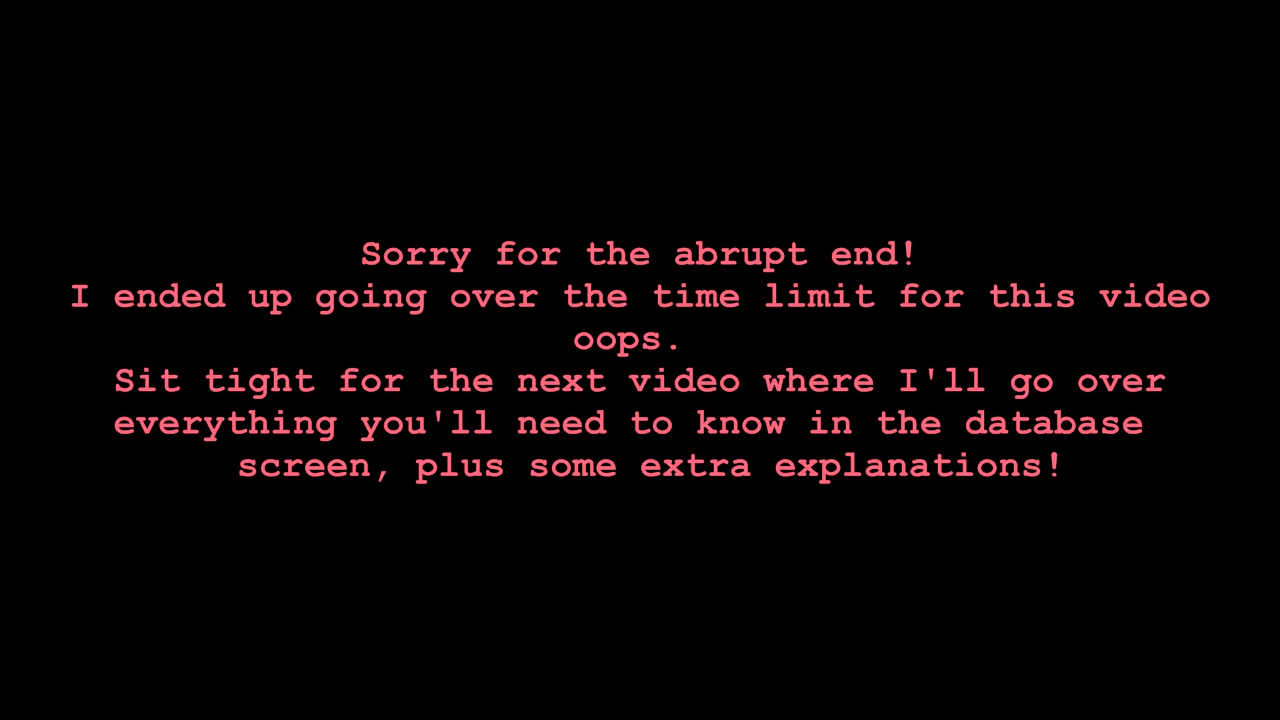 Sorry for the abrupt end!
I ended up going over the time limit for this video
oops.
Sit tight for the next video where I'll go over
everything you'll need to know in the database
screen, plus some extra explanations!